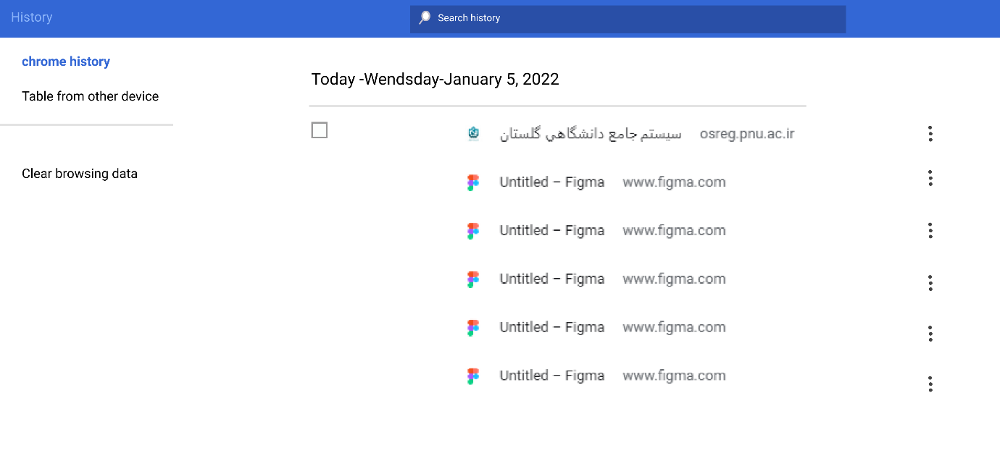 History
Search history
chrome history
Table from other device
Clear browsing data
Today -Wendsday-January 5, 2022
سیستم جامع دانشگاهي گلستان osreg.pnu.ac.ir
Untitled – Figma www.figma.com
Untitled – Figma www.figma.com
Untitled – Figma www.figma.com
Untitled – Figma www.figma.com
Untitled – Figma www.figma.com